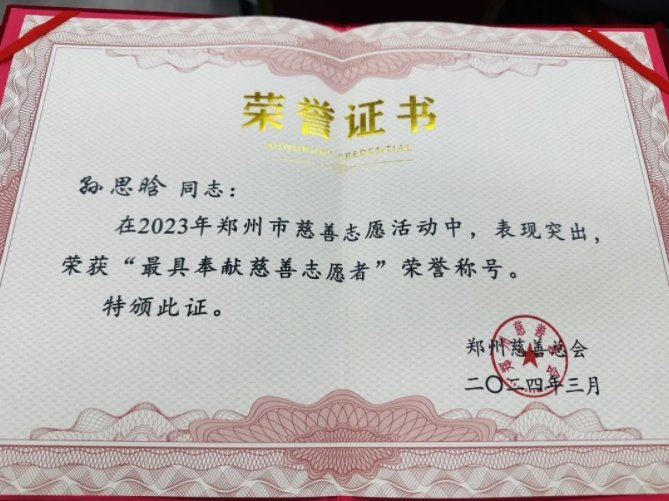 荣誉证书
HONORARY CREDENTIAL
孙思晗 同志：
在2023年郑州市慈善志愿活动中，表现突出，
荣获“最具奉献慈善志愿者”荣誉称号。
特颁此证。
郑州慈善总会
二〇二四年三月